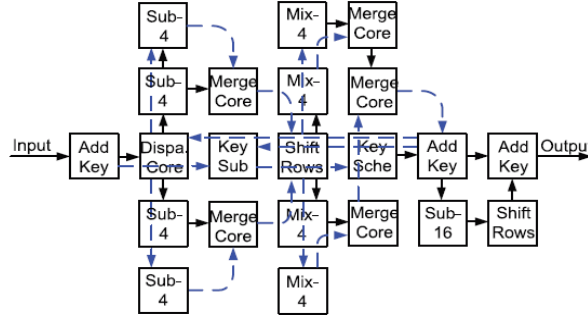 Sub-
4
Mix-
4
Merge
Core
Sub-
4
Merge
Core
Mix-
4
Merge
Core
Input
Add
Key
Dispa.
Core
Key
Sub
Shift
Rows
Key
Sche
Add
Key
Add
Key
Output
Sub-
4
Merge
Core
Mix-
4
Merge
Core
Sub-
16
Shift
Rows
Sub-
4
Mix-
4